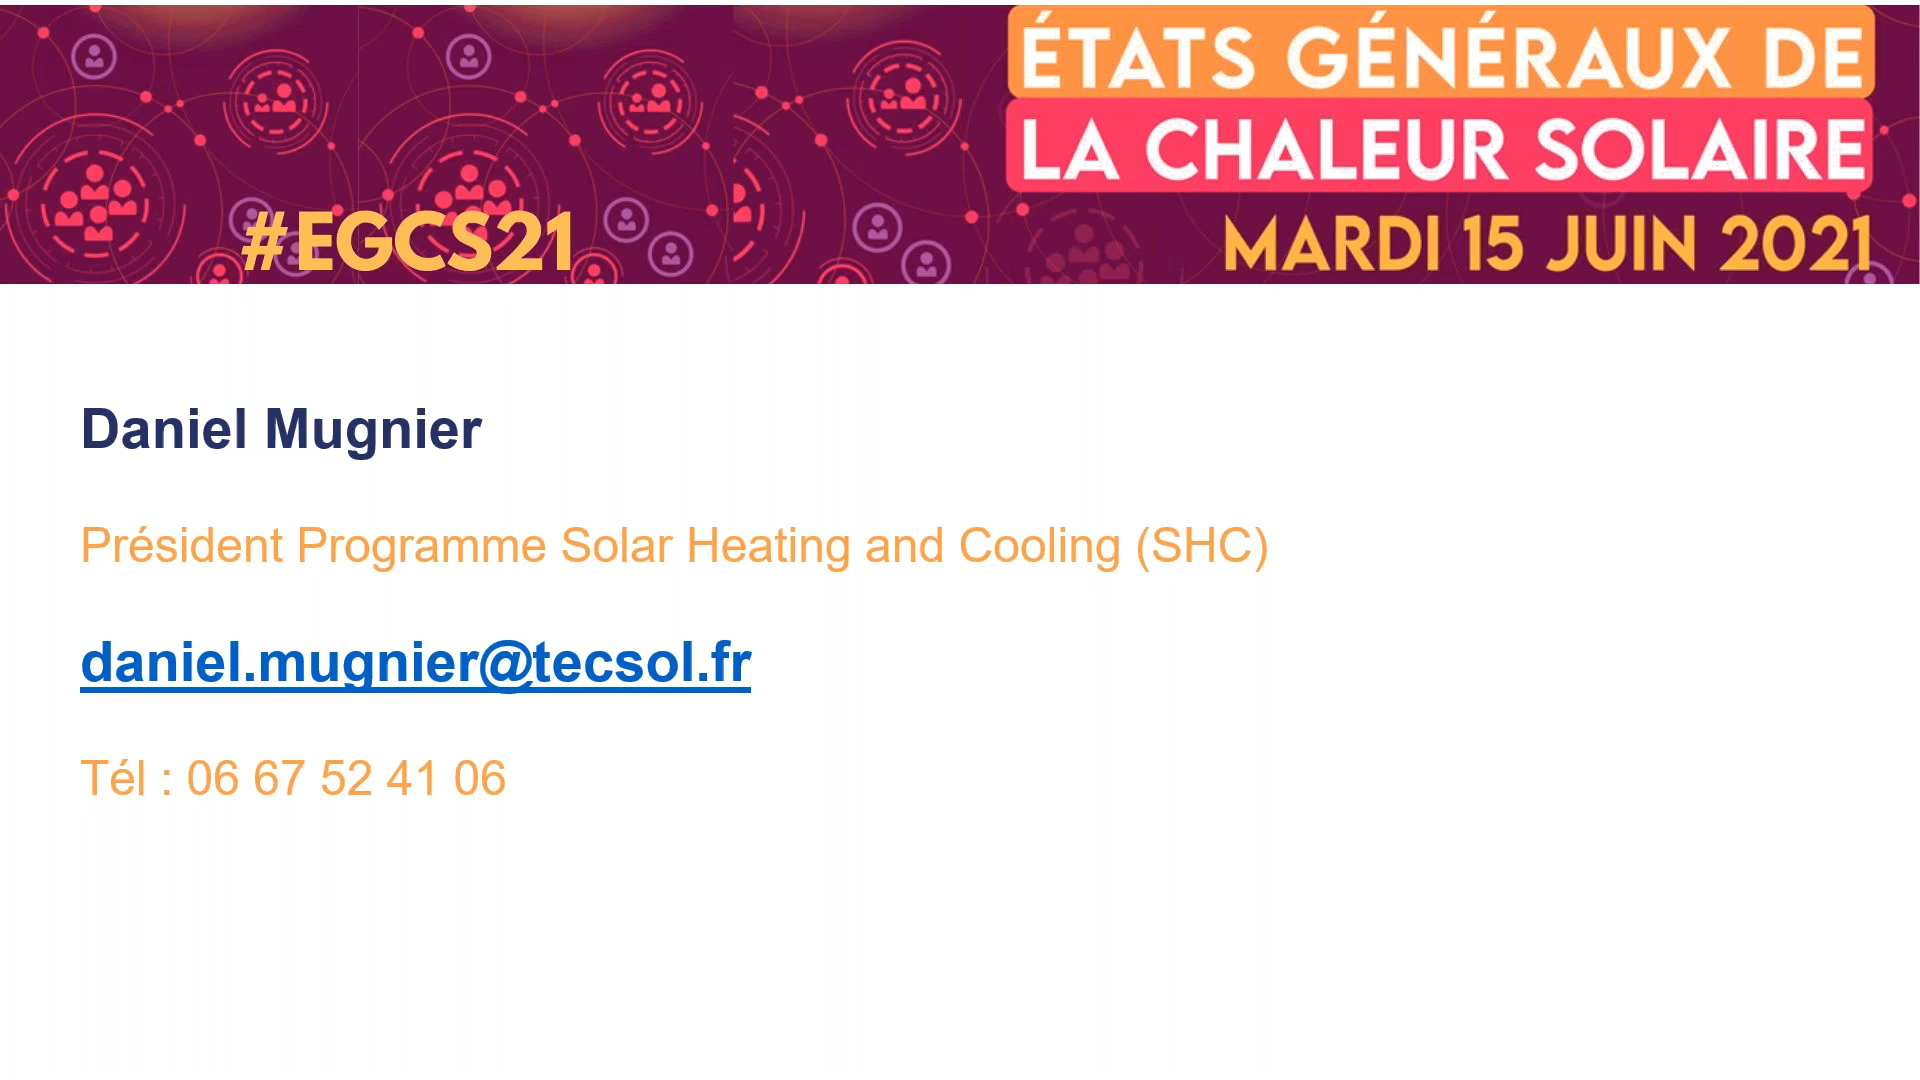 ÉTATS GÉNÉRAUX DE
LA CHALEUR SOLAIRE
#EGCS21
MARDI 15 JUIN 2021
Daniel Mugnier
Président Programme Solar Heating and Cooling (SHC)
daniel.mugnier@tecsol.fr
Tél : 06 67 52 41 06